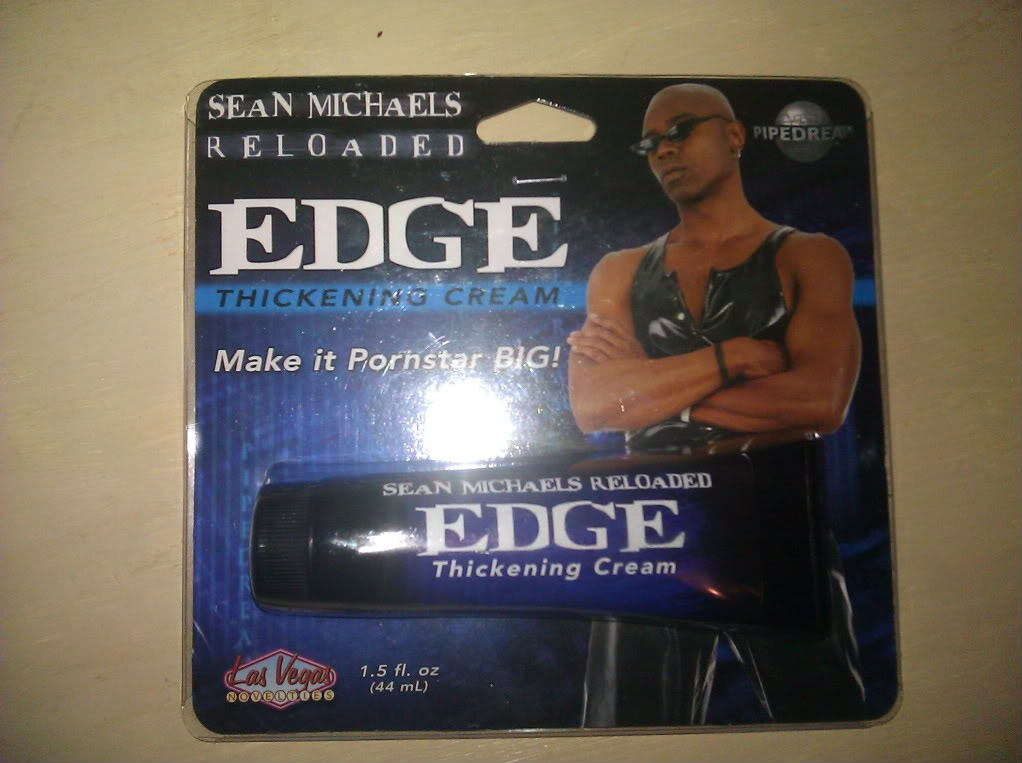 SEAN MICHAELS
RELOADED
PIPEDREAM
EDGE
THICKENING CREAM
Make it Pornstar BIG!
SEAN MICHAELS RELOADED
EDGE
Thickening Cream
Las Vegas
NOVELTIES
1.5 fl. oz
(44 mL)